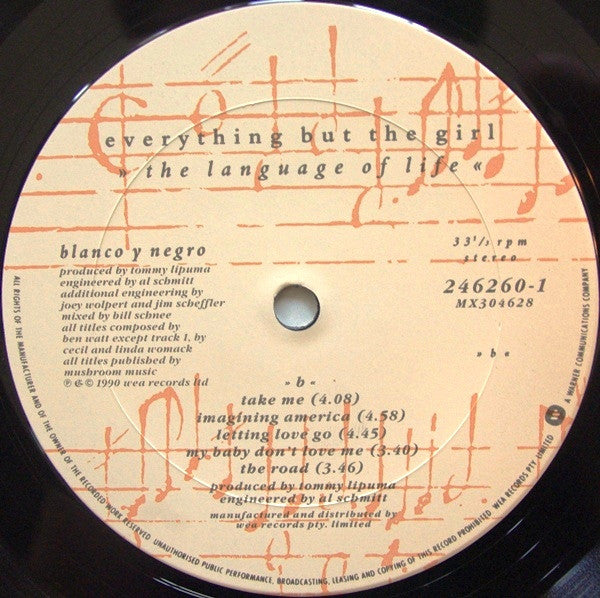 everything but the girl
» the language of life «
blanco y negro
produced by tommy lipuma
engineered by al schmitt
additional engineering by
joey wolpert and jim scheffler
mixed by bill schnee
all titles composed by
ben watt except track 1, by
cecil and linda womack
all titles published by
mushroom music
℗ & © 1990 wea records ltd
33⅓ rpm
stereo
246260-1
MX304628
» b «
» b «
take me (4.08)
imagining america (4.58)
letting love go (4.45)
my baby don't love me (3.40)
the road (3.46)
produced by tommy lipuma
engineered by al schmitt
manufactured and distributed by
wea records pty. limited
ALL RIGHTS OF THE MANUFACTURER AND OF THE OWNER OF THE RECORDED WORK RESERVED UNAUTHORISED PUBLIC PERFORMANCE, BROADCASTING, LEASING AND COPYING OF THIS RECORD PROHIBITED. WEA RECORDS PTY. LIMITED A WARNER COMMUNICATIONS COMPANY